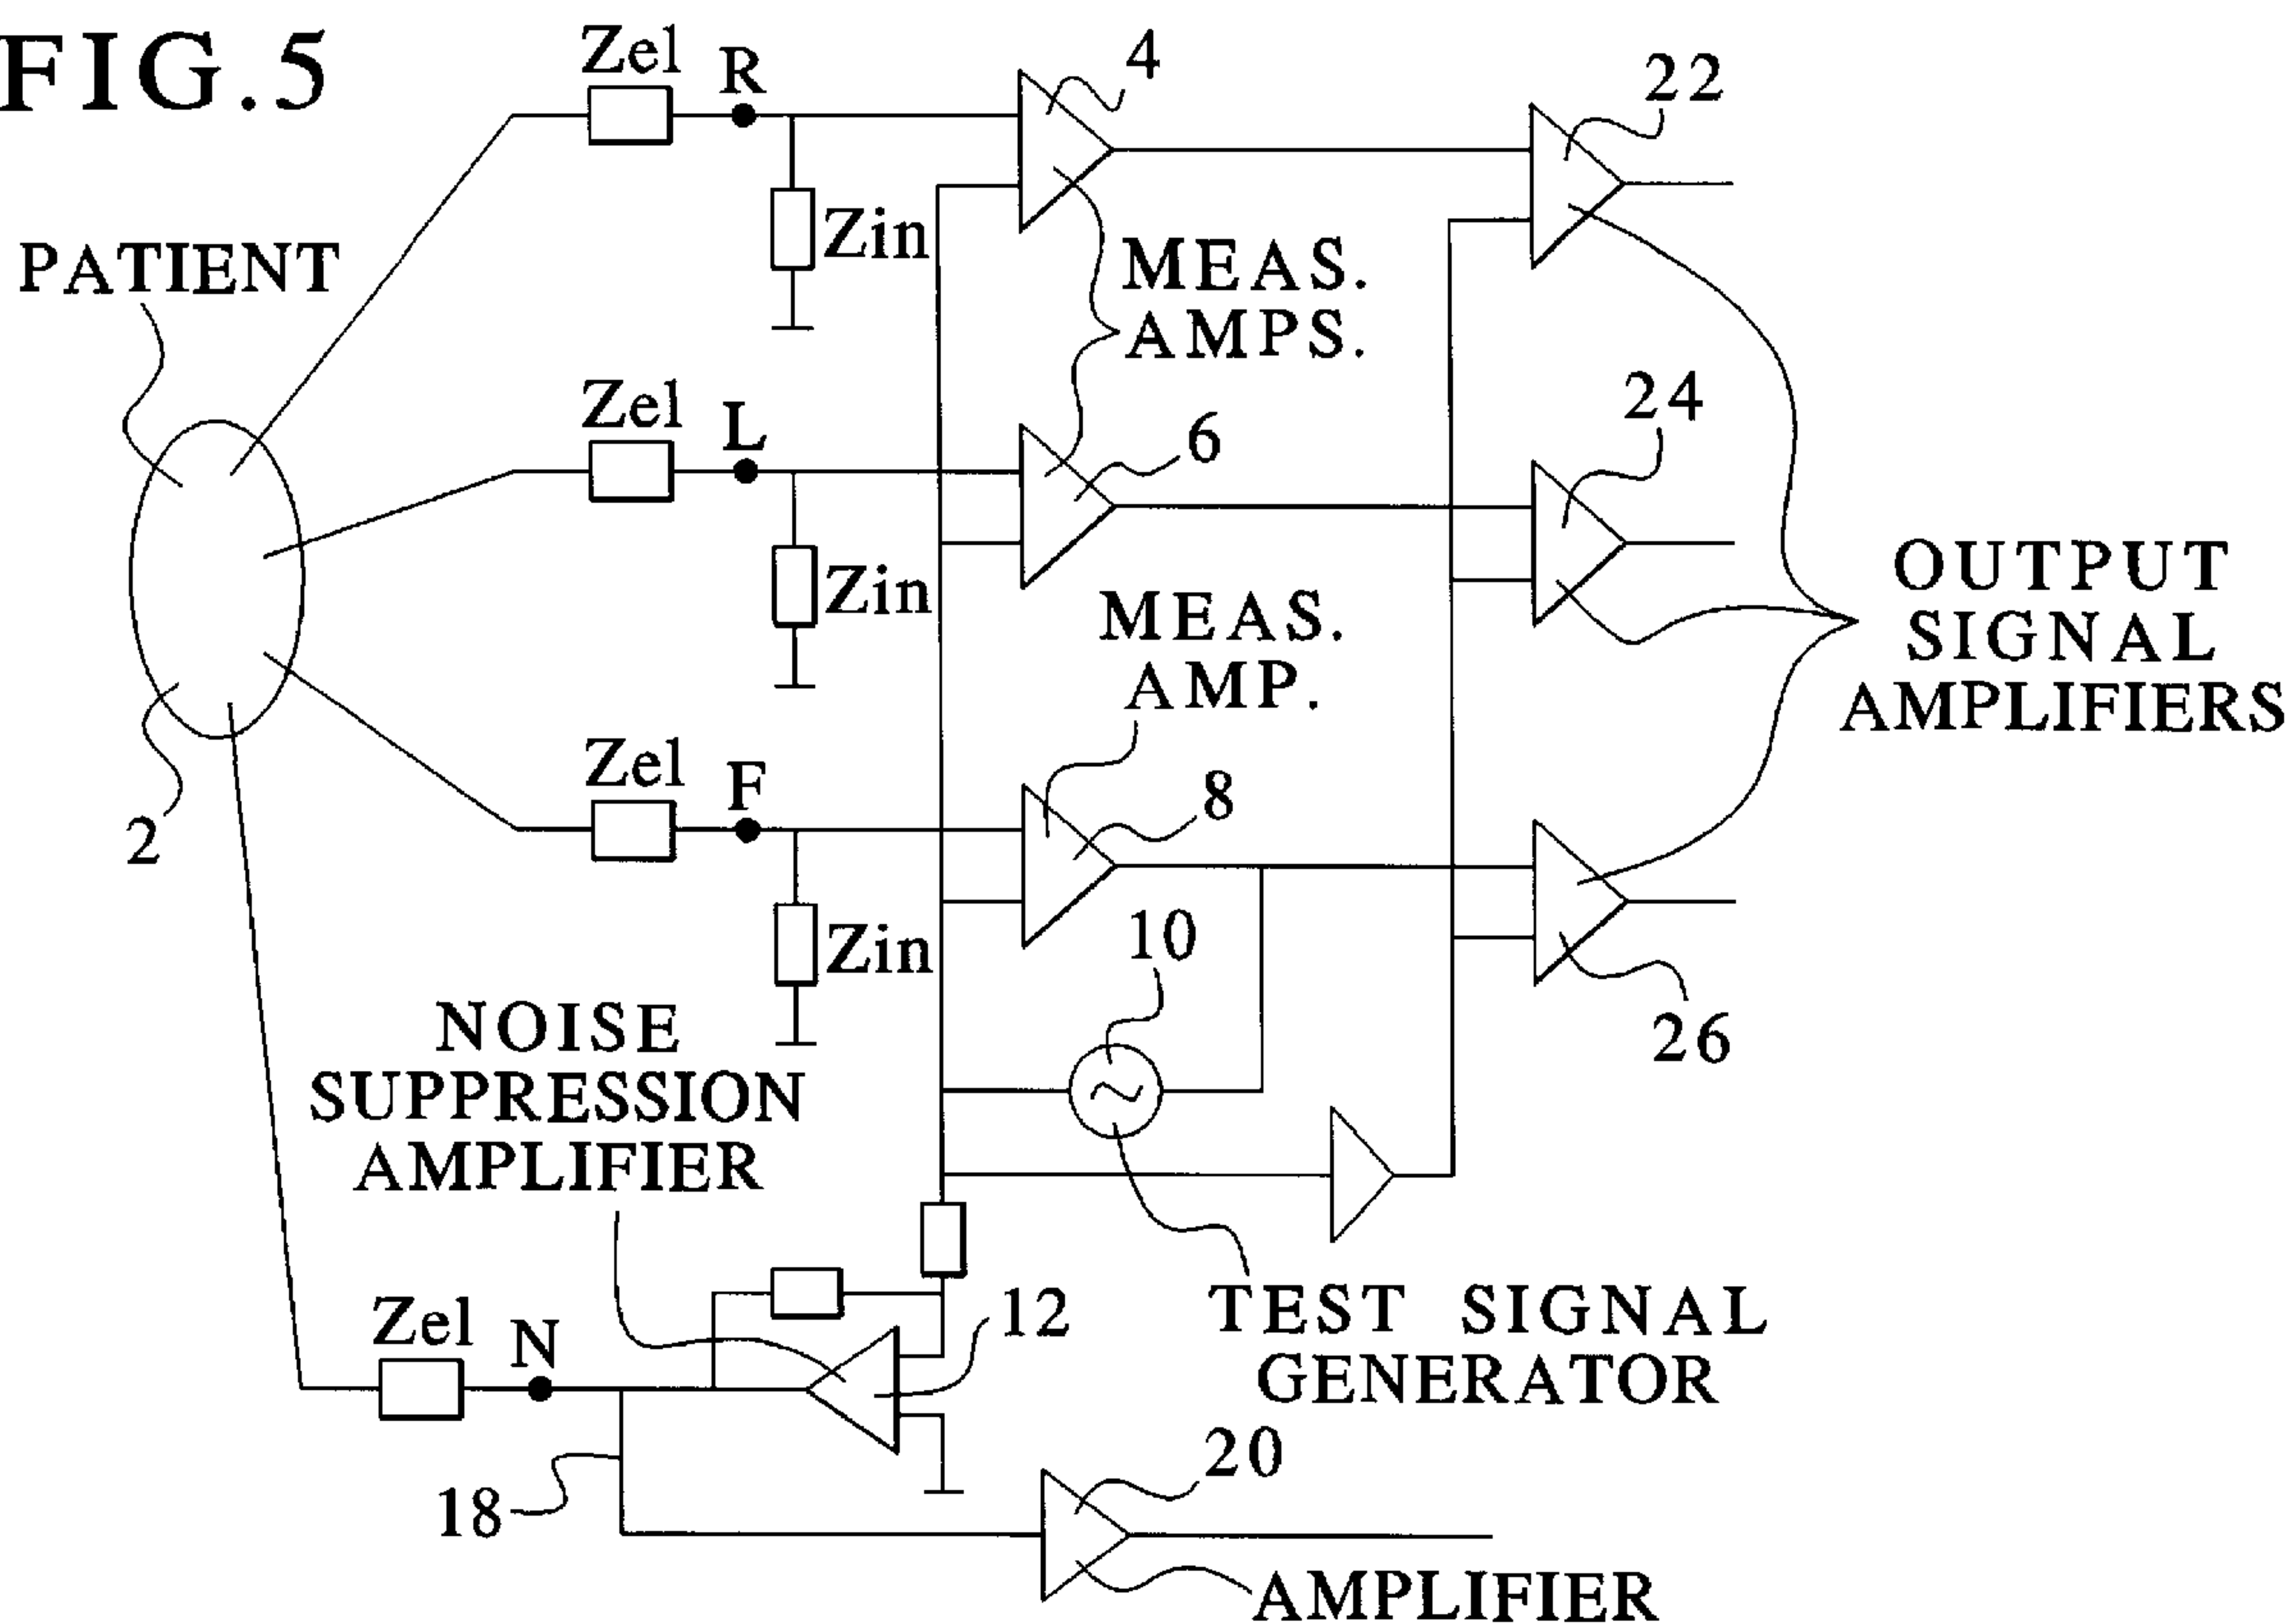 FIG.5
Zel
R
4
22
PATIENT
Zin
MEAS.
AMPS.
Zel
L
6
24
Zin
MEAS.
AMP.
OUTPUT
SIGNAL
AMPLIFIERS
Zel
F
8
2
Zin
10
26
NOISE
SUPPRESSION
AMPLIFIER
Zel
N
12
TEST SIGNAL
GENERATOR
18
20
AMPLIFIER